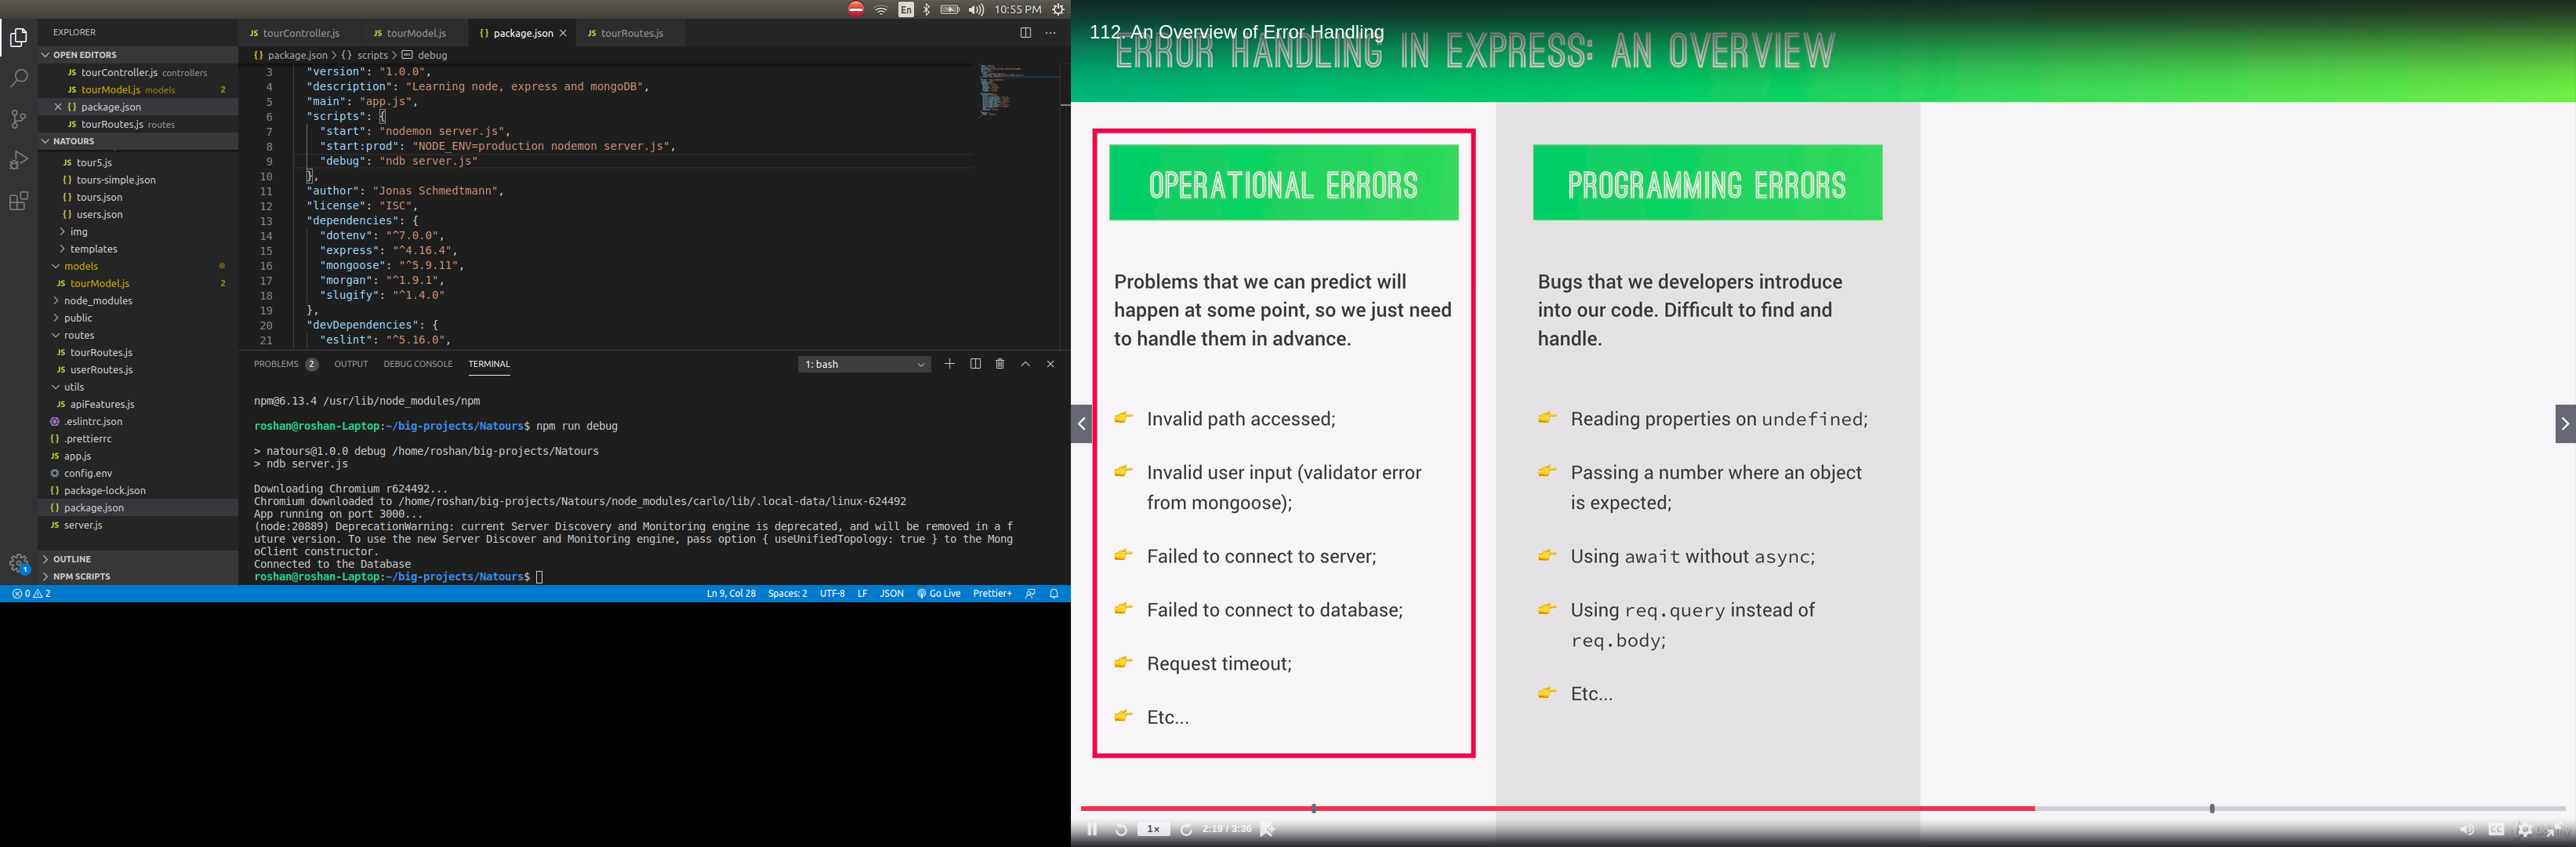 En 10:55 PM
EXPLORER
OPEN EDITORS
JS tourController.js controllers
JS tourModel.js models 2
{} package.json
JS tourRoutes.js routes
NATOURS
JS tour5.js
{} tours-simple.json
{} tours.json
{} users.json
img
templates
models
JS tourModel.js 2
node_modules
public
routes
JS tourRoutes.js
JS userRoutes.js
utils
JS apiFeatures.js
.eslintrc.json
{} .prettierrc
JS app.js
config.env
{} package-lock.json
{} package.json
JS server.js
OUTLINE
NPM SCRIPTS
1
JS tourController.js JS tourModel.js {} package.json JS tourRoutes.js
{} package.json > {} scripts > abc debug
3 "version": "1.0.0",
4 "description": "Learning node, express and mongoDB",
5 "main": "app.js",
6 "scripts": {
7 "start": "nodemon server.js",
8 "start:prod": "NODE_ENV=production nodemon server.js",
9 "debug": "ndb server.js"
10 },
11 "author": "Jonas Schmedtmann",
12 "license": "ISC",
13 "dependencies": {
14 "dotenv": "^7.0.0",
15 "express": "^4.16.4",
16 "mongoose": "^5.9.11",
17 "morgan": "^1.9.1",
18 "slugify": "^1.4.0"
19 },
20 "devDependencies": {
21 "eslint": "^5.16.0",
PROBLEMS 2 OUTPUT DEBUG CONSOLE TERMINAL 1: bash
npm@6.13.4 /usr/lib/node_modules/npm
roshan@roshan-Laptop:~/big-projects/Natours$ npm run debug
> natours@1.0.0 debug /home/roshan/big-projects/Natours
> ndb server.js
Downloading Chromium r624492...
Chromium downloaded to /home/roshan/big-projects/Natours/node_modules/carlo/lib/.local-data/linux-624492
App running on port 3000...
(node:20889) DeprecationWarning: current Server Discovery and Monitoring engine is deprecated, and will be removed in a f
uture version. To use the new Server Discover and Monitoring engine, pass option { useUnifiedTopology: true } to the Mong
oClient constructor.
Connected to the Database
roshan@roshan-Laptop:~/big-projects/Natours$
0 2 Ln 9, Col 28 Spaces: 2 UTF-8 LF JSON Go Live Prettier+
112. An Overview of Error Handling
ERROR HANDLING IN EXPRESS: AN OVERVIEW
OPERATIONAL ERRORS
Problems that we can predict will
happen at some point, so we just need
to handle them in advance.
👉 Invalid path accessed;
👉 Invalid user input (validator error
from mongoose);
👉 Failed to connect to server;
👉 Failed to connect to database;
👉 Request timeout;
👉 Etc...
PROGRAMMING ERRORS
Bugs that we developers introduce
into our code. Difficult to find and
handle.
👉 Reading properties on undefined;
👉 Passing a number where an object
is expected;
👉 Using await without async;
👉 Using req.query instead of
req.body;
👉 Etc...
1x 2:19 / 3:36 CC